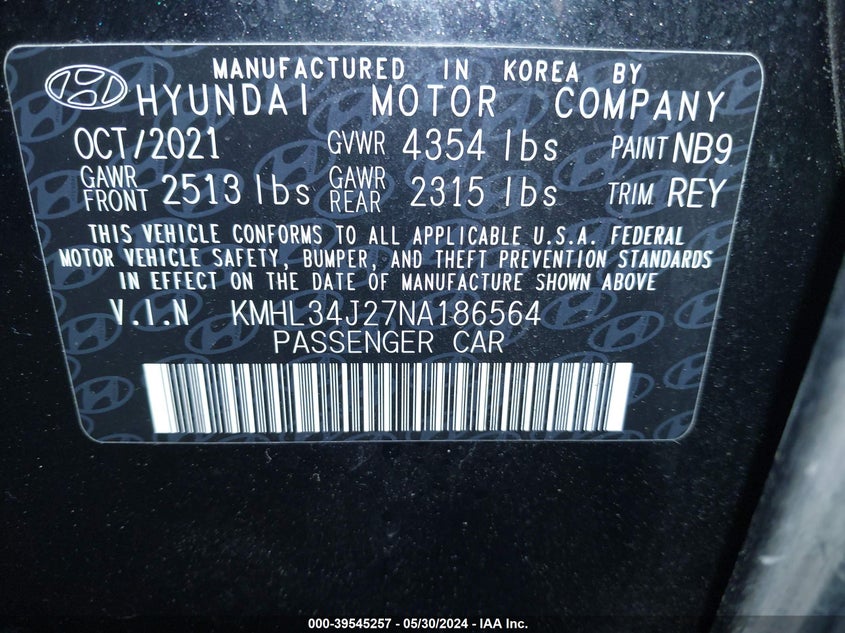 MANUFACTURED IN KOREA BY
HYUNDAI MOTOR COMPANY
OCT/2021 GVWR 4354 lbs PAINT NB9
GAWR FRONT 2513 lbs GAWR REAR 2315 lbs TRIM REY
THIS VEHICLE CONFORMS TO ALL APPLICABLE U.S.A. FEDERAL
MOTOR VEHICLE SAFETY, BUMPER, AND THEFT PREVENTION STANDARDS
IN EFFECT ON THE DATE OF MANUFACTURE SHOWN ABOVE
V.I.N KMHL34J27NA186564
PASSENGER CAR
000-39545257 - 05/30/2024 - IAA Inc.